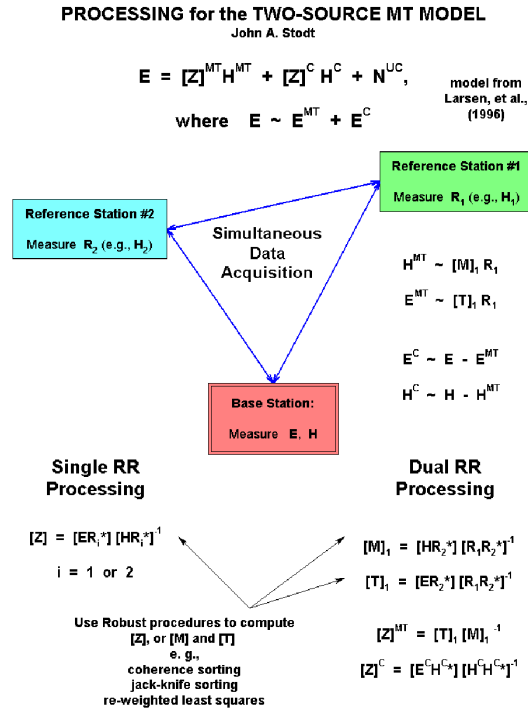 PROCESSING for the TWO-SOURCE MT MODEL
John A. Stodt
E = [Z]^MT H^MT + [Z]^C H^C + N^UC,
where E ~ E^MT + E^C
model from
Larsen, et al.,
(1996)
Reference Station #1
Measure R₁ (e.g., H₁)
Reference Station #2
Measure R₂ (e.g., H₂)
Simultaneous
Data
Acquisition
H^MT ~ [M]₁ R₁
E^MT ~ [T]₁ R₁
E^C ~ E - E^MT
H^C ~ H - H^MT
Base Station:
Measure E, H
Single RR
Processing
[Z] = [ER_i*] [HR_i*]^-1
i = 1 or 2
Dual RR
Processing
[M]₁ = [HR₂*] [R₁R₂*]^-1
[T]₁ = [ER₂*] [R₁R₂*]^-1
[Z]^MT = [T]₁ [M]₁^-1
[Z]^C = [E^C H^C*] [H^C H^C*]^-1
Use Robust procedures to compute
[Z], or [M] and [T]
e. g.,
coherence sorting
jack-knife sorting
re-weighted least squares